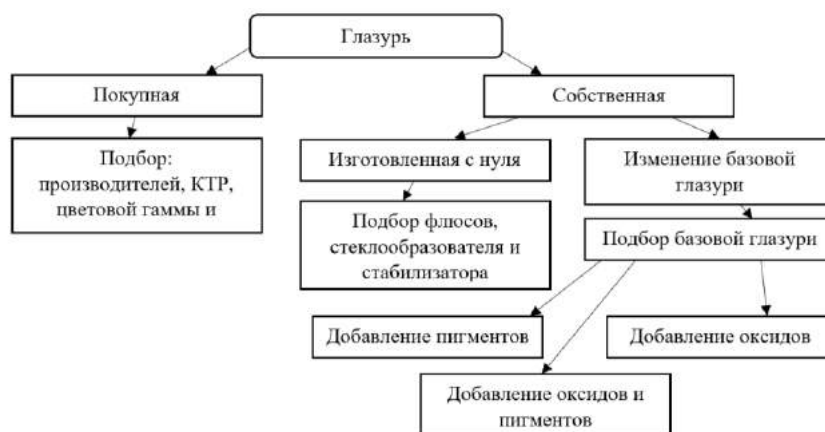 Глазурь
Покупная
Собственная
Подбор:
производителей, КТР,
цветовой гаммы и
Изготовленная с нуля
Изменение базовой
глазури
Подбор флюсов,
стеклообразователя и
стабилизатора
Подбор базовой глазури
Добавление пигментов
Добавление оксидов
Добавление оксидов и
пигментов